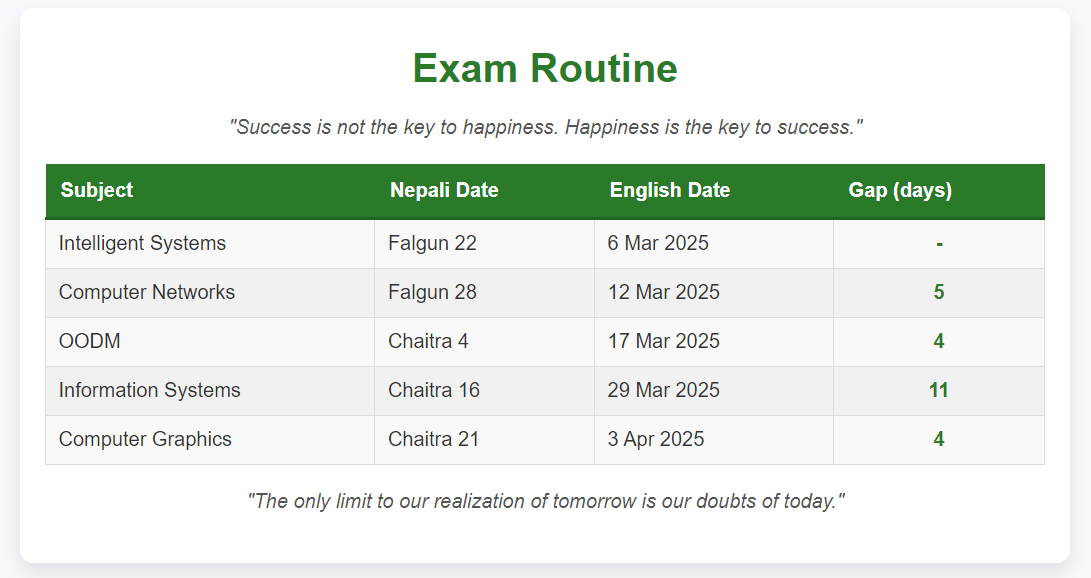 Exam Routine
"Success is not the key to happiness. Happiness is the key to success."
Subject Nepali Date English Date Gap (days)
Intelligent Systems Falgun 22 6 Mar 2025 -
Computer Networks Falgun 28 12 Mar 2025 5
OODM Chaitra 4 17 Mar 2025 4
Information Systems Chaitra 16 29 Mar 2025 11
Computer Graphics Chaitra 21 3 Apr 2025 4
"The only limit to our realization of tomorrow is our doubts of today."